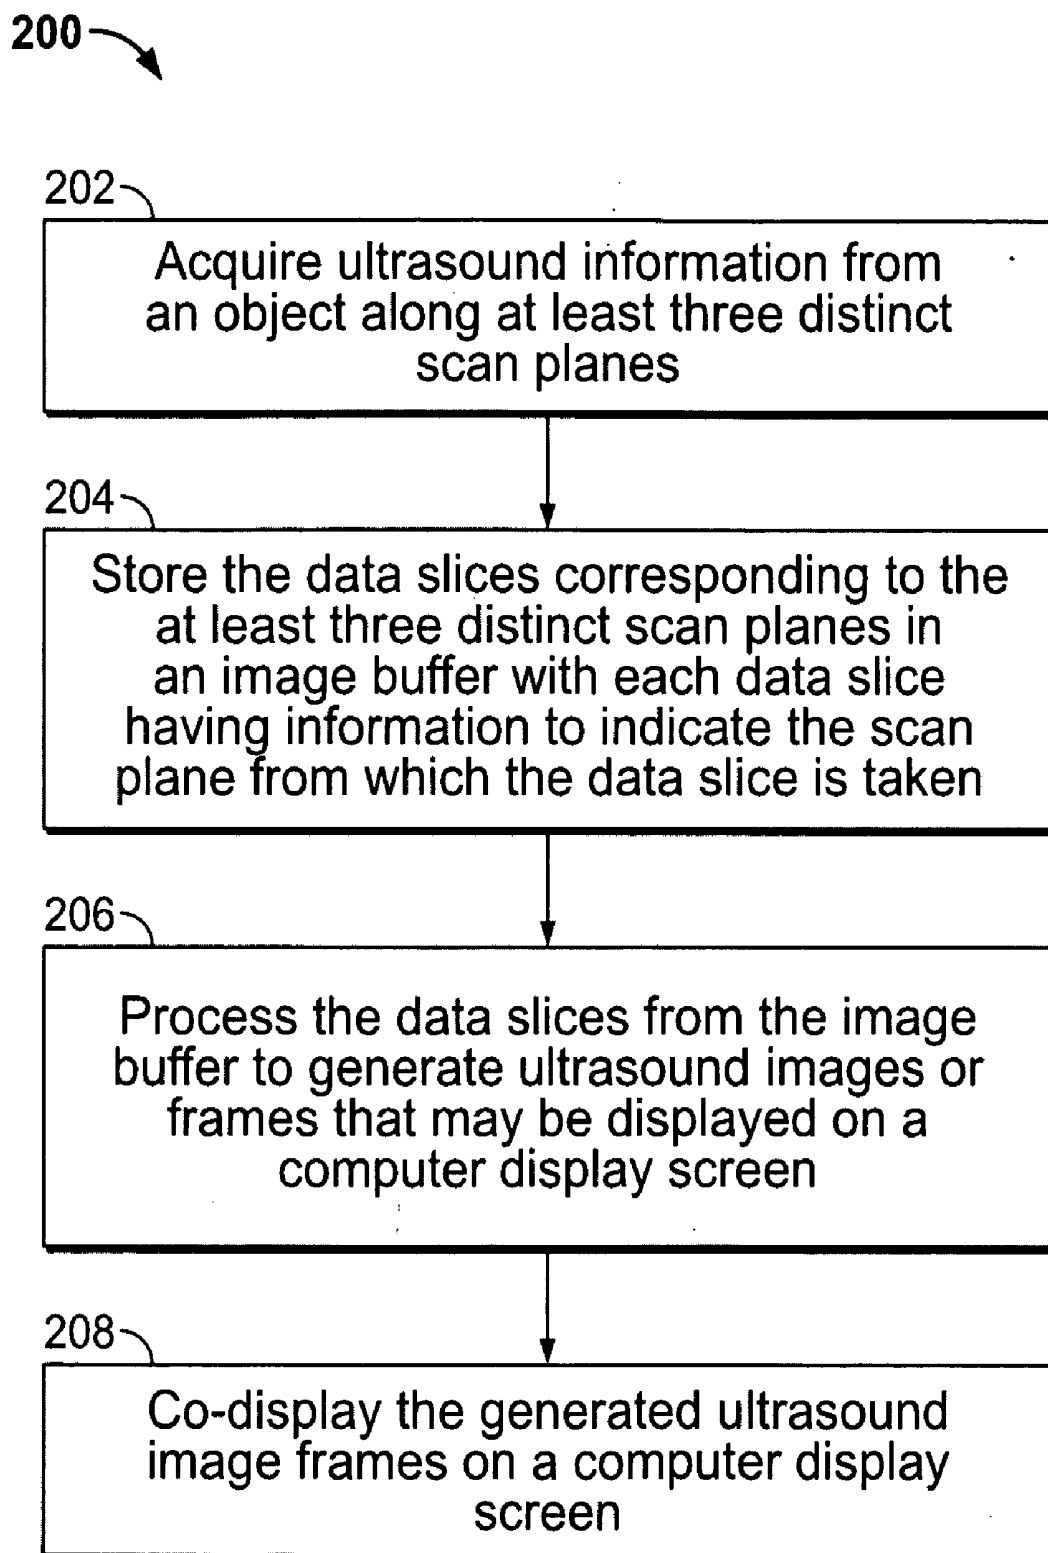 200
202
Acquire ultrasound information from
an object along at least three distinct
scan planes
204
Store the data slices corresponding to the
at least three distinct scan planes in
an image buffer with each data slice
having information to indicate the scan
plane from which the data slice is taken
206
Process the data slices from the image
buffer to generate ultrasound images or
frames that may be displayed on a
computer display screen
208
Co-display the generated ultrasound
image frames on a computer display
screen